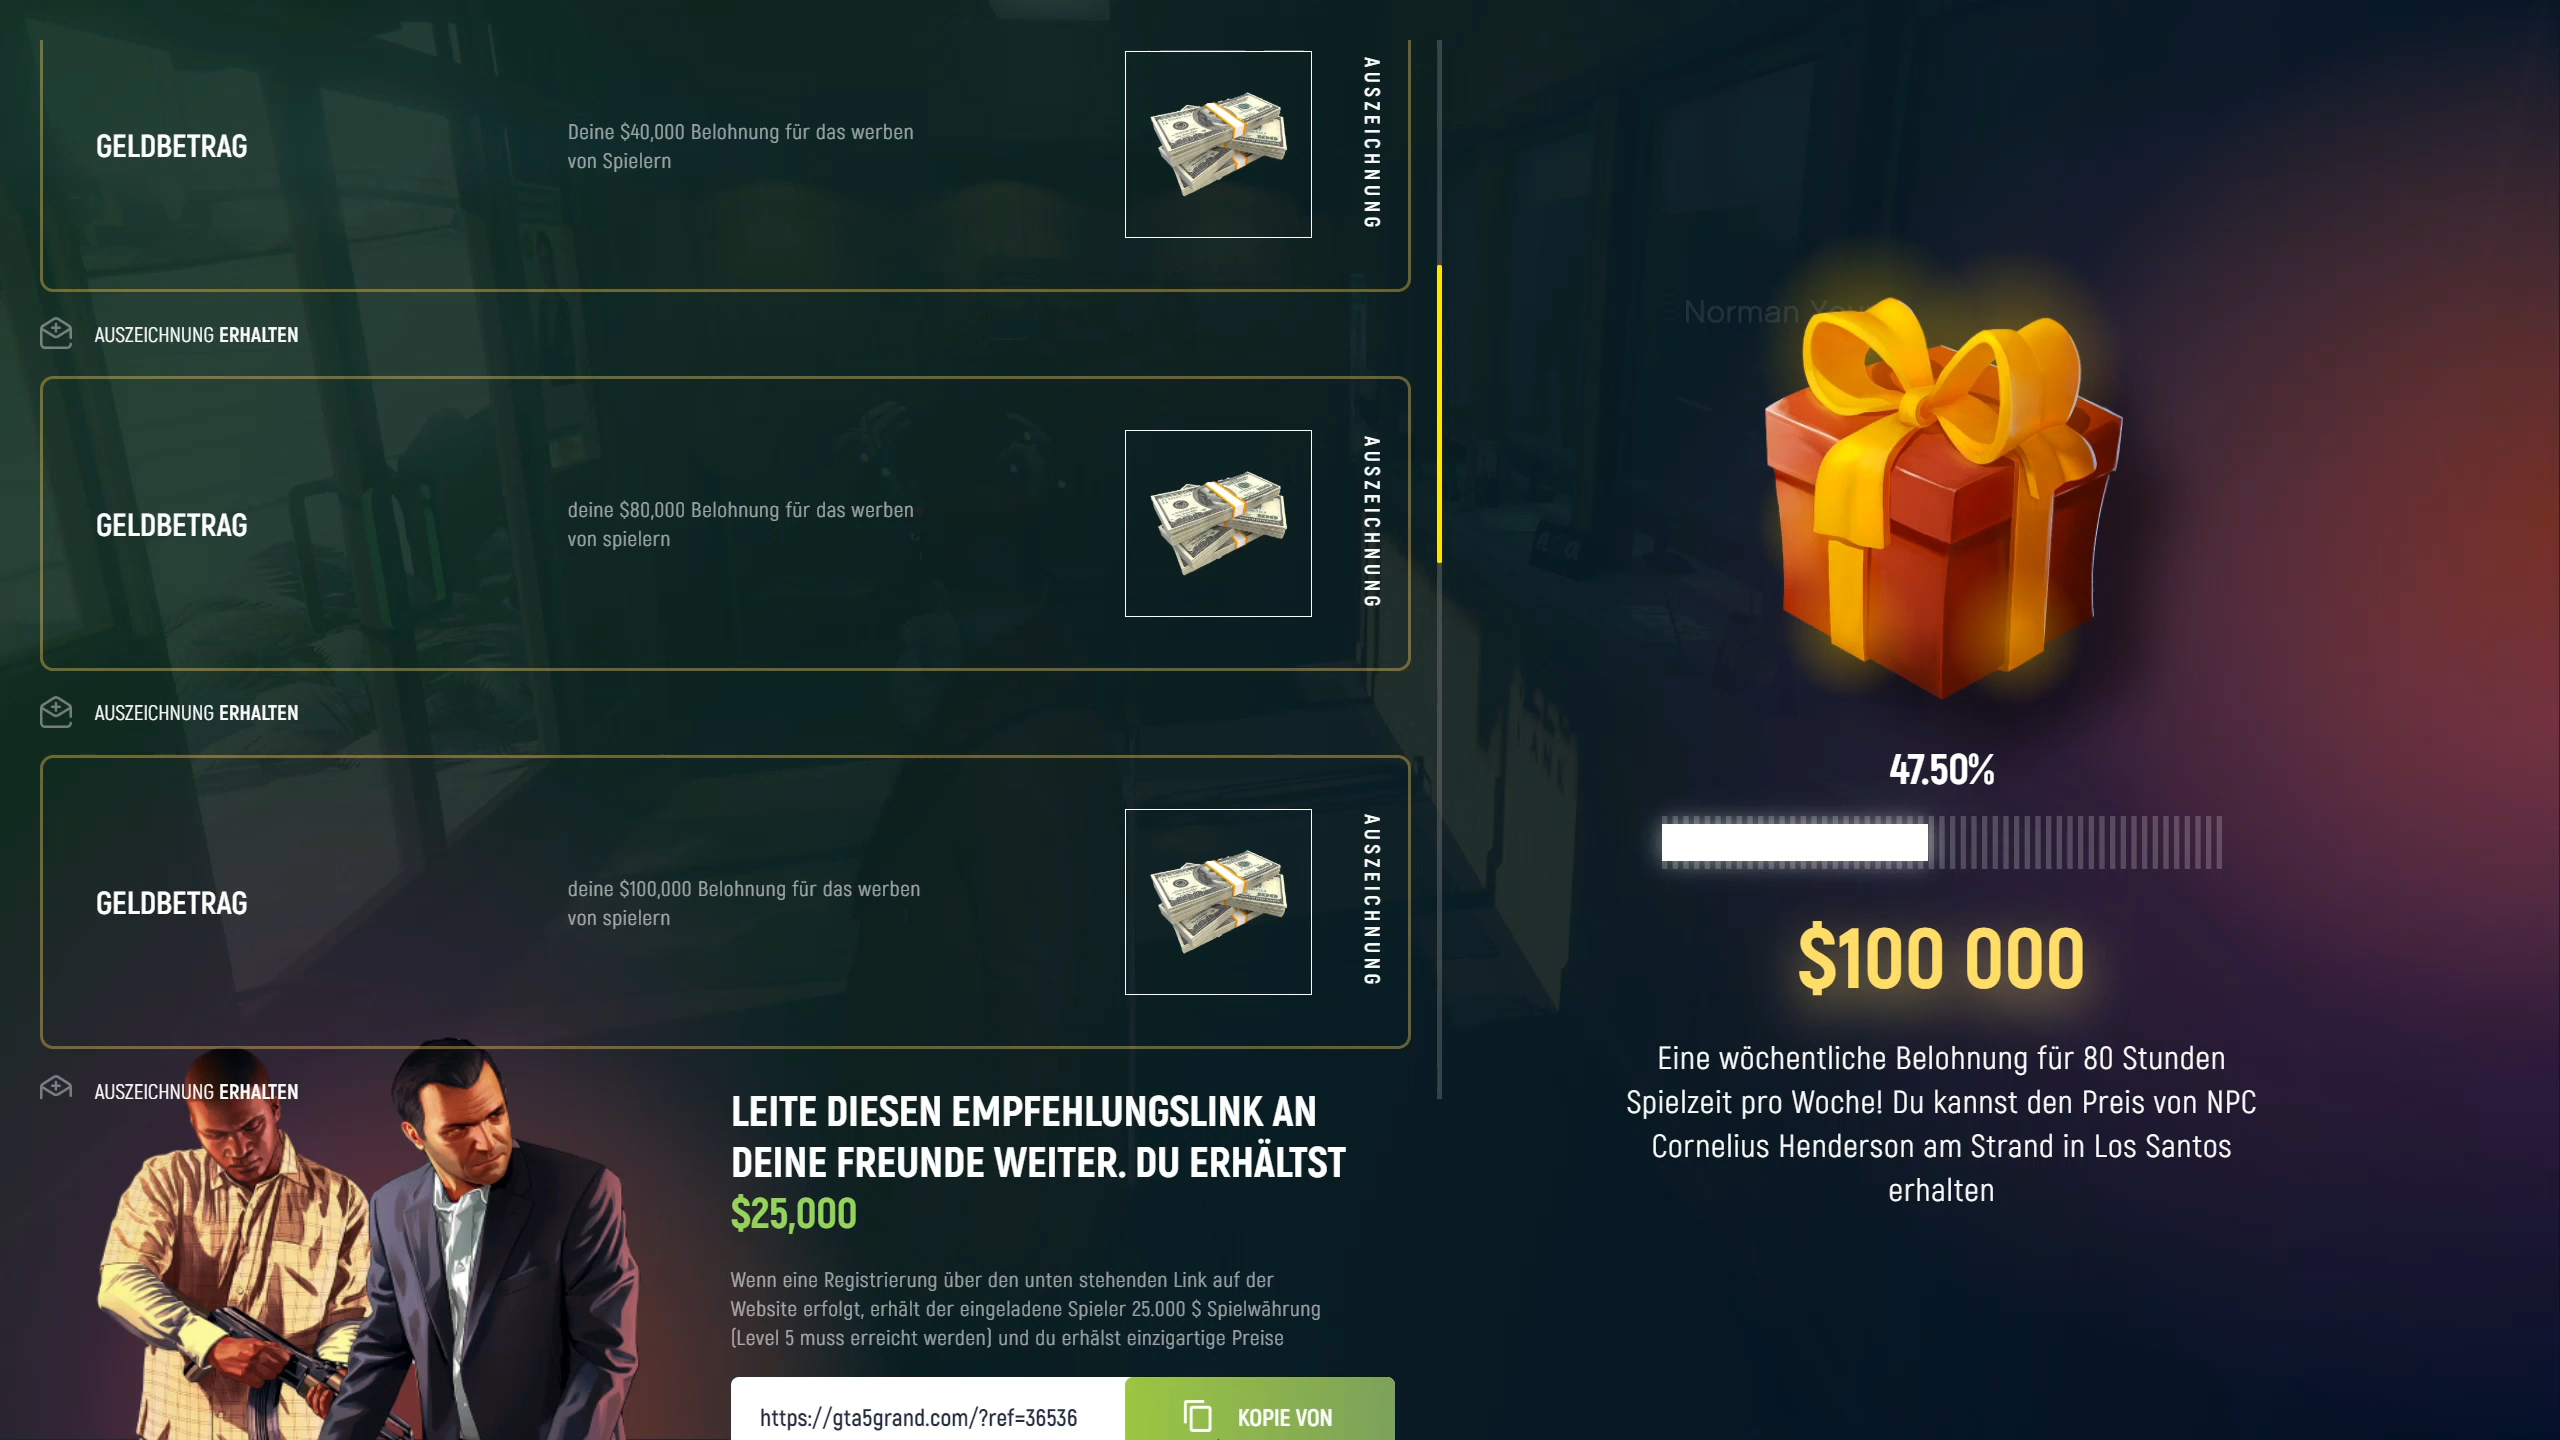 GELDBETRAG
Deine $40,000 Belohnung für das werben
von Spielern
AUSZEICHNUNG
AUSZEICHNUNG ERHALTEN
GELDBETRAG
deine $80,000 Belohnung für das werben
von spielern
AUSZEICHNUNG
AUSZEICHNUNG ERHALTEN
GELDBETRAG
deine $100,000 Belohnung für das werben
von spielern
AUSZEICHNUNG
AUSZEICHNUNG ERHALTEN
LEITE DIESEN EMPFEHLUNGSLINK AN
DEINE FREUNDE WEITER. DU ERHÄLTST
$25,000
Wenn eine Registrierung über den unten stehenden Link auf der
Website erfolgt, erhält der eingeladene Spieler 25.000 $ Spielwährung
(Level 5 muss erreicht werden) und du erhälst einzigartige Preise
https://gta5grand.com/?ref=36536
KOPIE VON
Norman
47.50%
$100 000
Eine wöchentliche Belohnung für 80 Stunden
Spielzeit pro Woche! Du kannst den Preis von NPC
Cornelius Henderson am Strand in Los Santos
erhalten